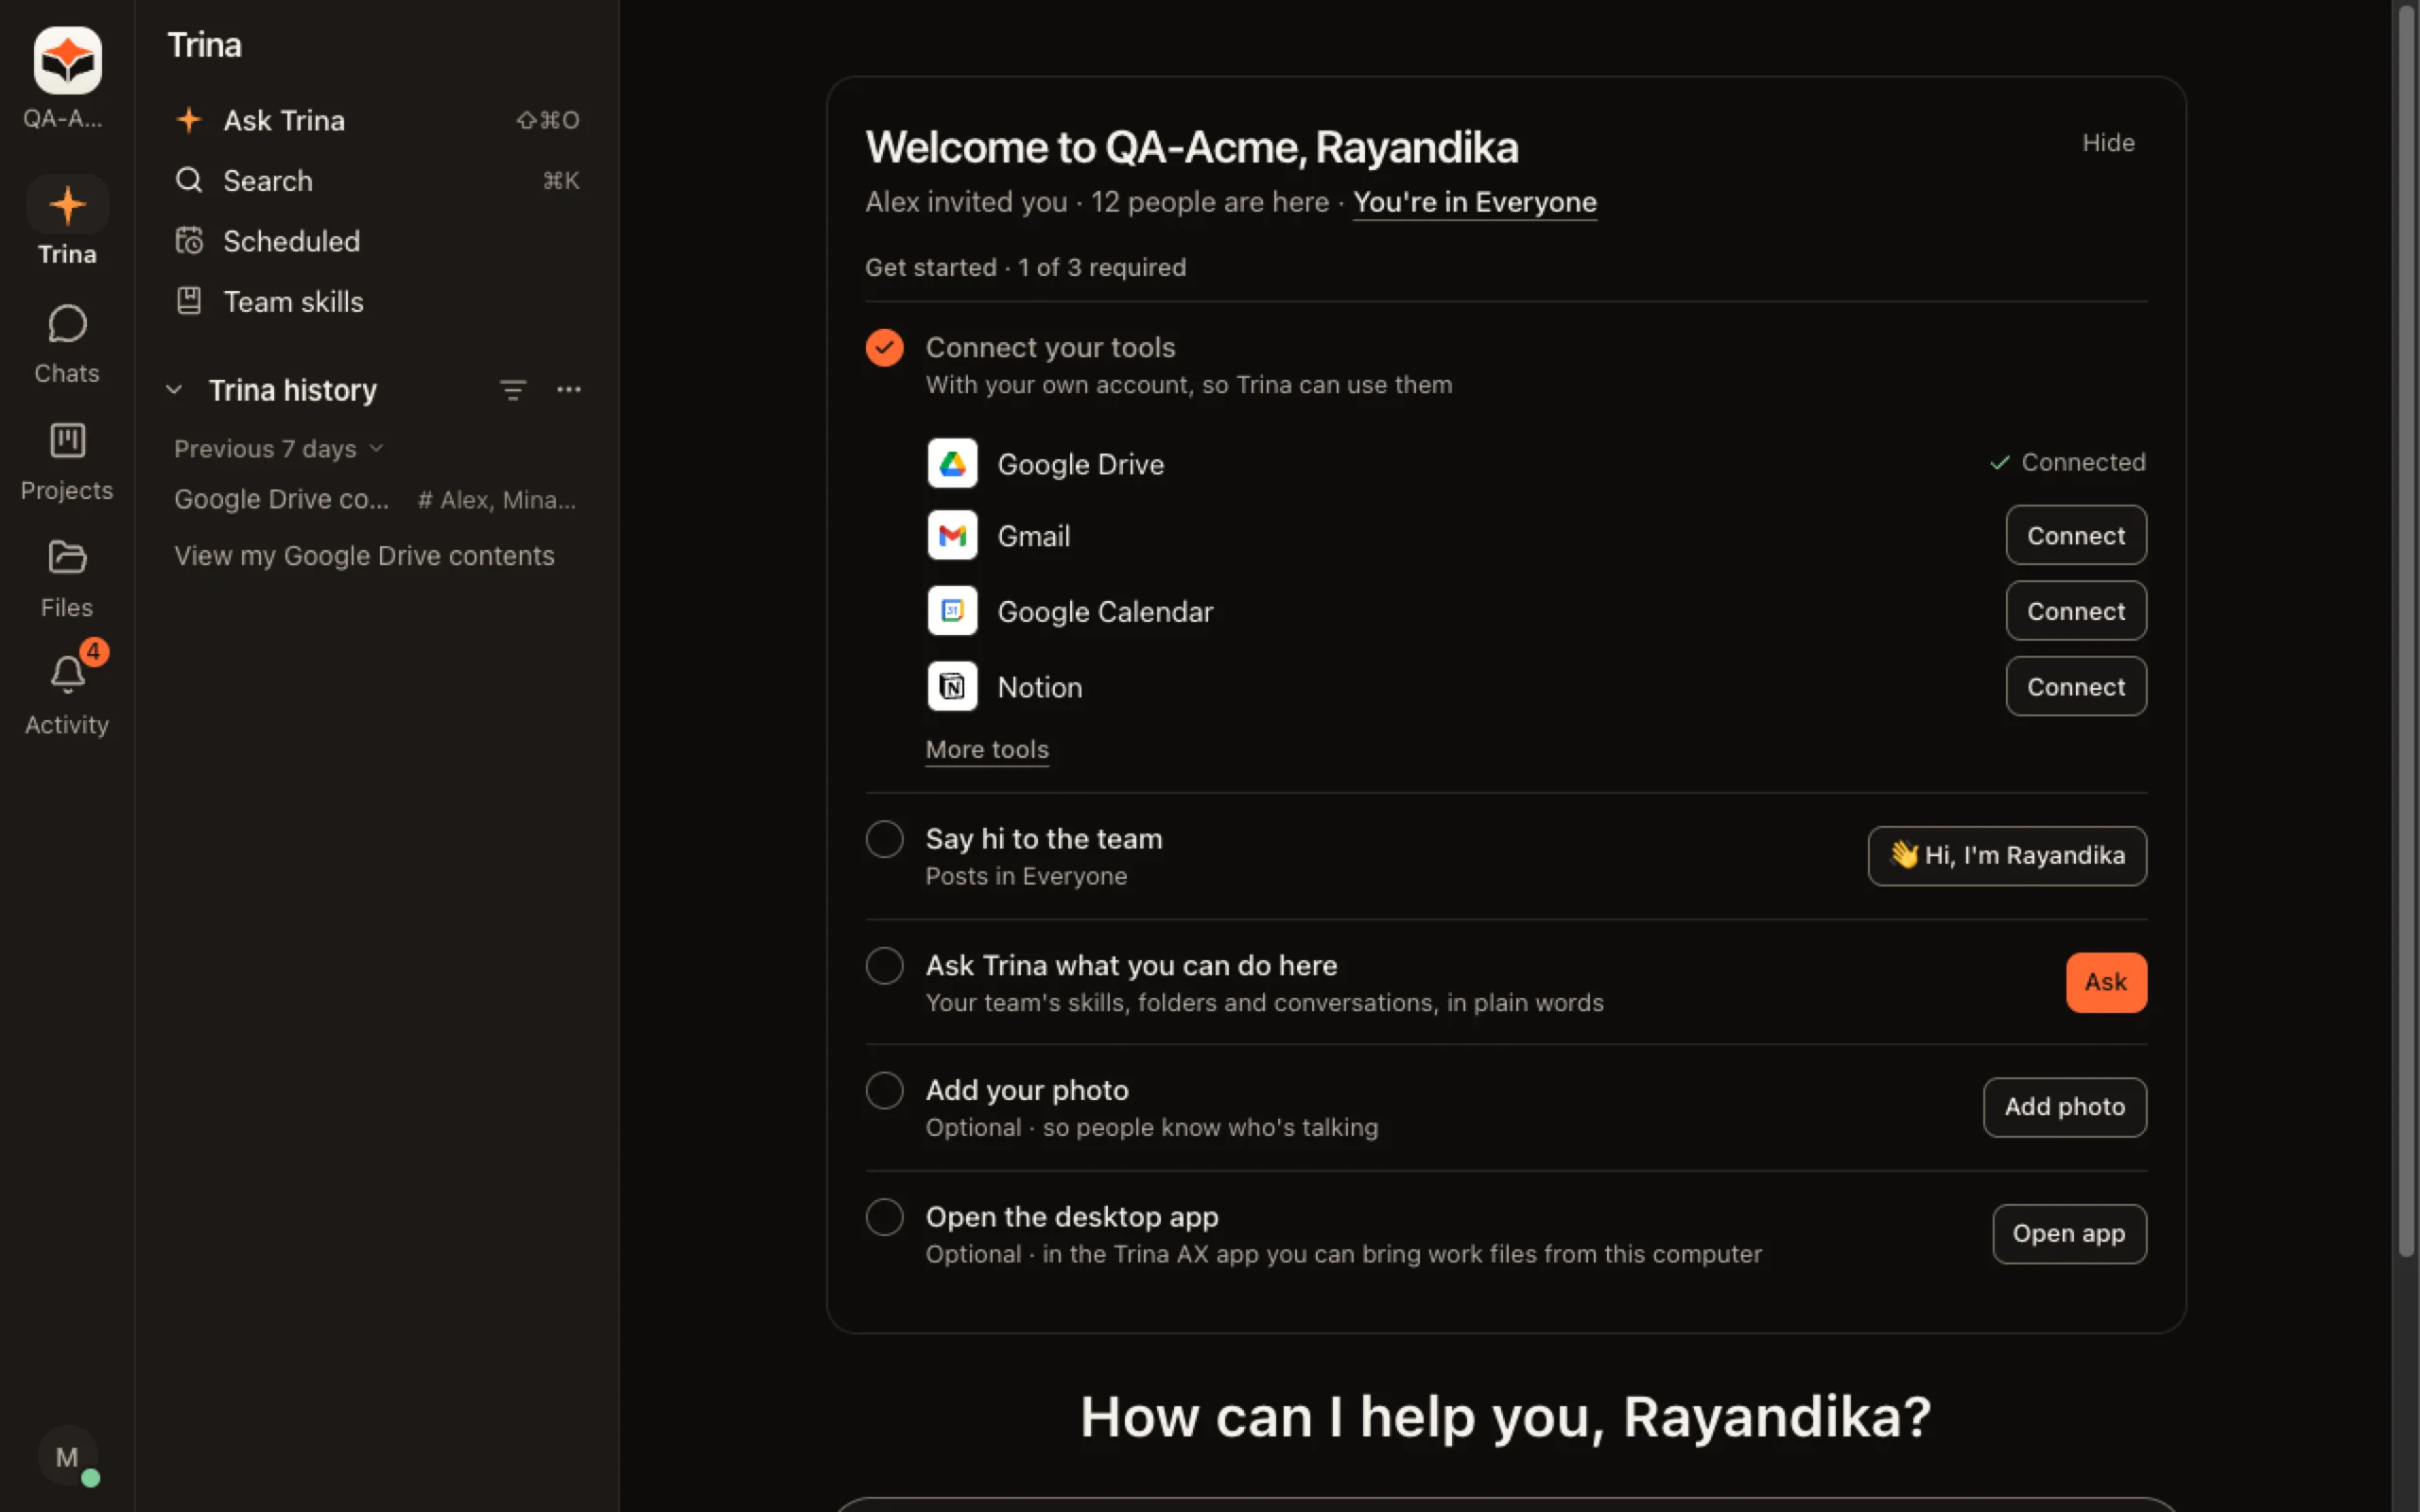 QA-A...
Trina
Chats
Projects
Files
4
Activity
M
Trina
Ask Trina ⇧⌘O
Search ⌘K
Scheduled
Team skills
Trina history
Previous 7 days
Google Drive co... # Alex, Mina...
View my Google Drive contents
Welcome to QA-Acme, Rayandika
Hide
Alex invited you · 12 people are here · You're in Everyone
Get started · 1 of 3 required
Connect your tools
With your own account, so Trina can use them
Google Drive
Connected
Gmail
Connect
31
Google Calendar
Connect
Notion
Connect
More tools
Say hi to the team
Posts in Everyone
👋 Hi, I'm Rayandika
Ask Trina what you can do here
Your team's skills, folders and conversations, in plain words
Ask
Add your photo
Optional · so people know who's talking
Add photo
Open the desktop app
Optional · in the Trina AX app you can bring work files from this computer
Open app
How can I help you, Rayandika?